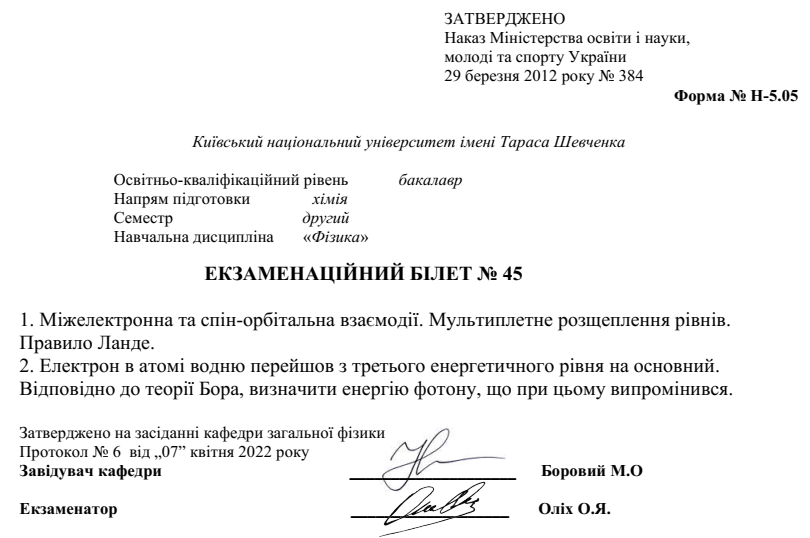 ЗАТВЕРДЖЕНО
Наказ Міністерства освіти і науки,
молоді та спорту України
29 березня 2012 року № 384
Форма № Н-5.05
Київський національний університет імені Тараса Шевченка
Освітньо-кваліфікаційний рівень бакалавр
Напрям підготовки хімія
Семестр другий
Навчальна дисципліна «Фізика»
ЕКЗАМЕНАЦІЙНИЙ БІЛЕТ № 45
1. Міжелектронна та спін-орбітальна взаємодії. Мультиплетне розщеплення рівнів.
Правило Ланде.
2. Електрон в атомі водню перейшов з третього енергетичного рівня на основний.
Відповідно до теорії Бора, визначити енергію фотону, що при цьому випромінився.
Затверджено на засіданні кафедри загальної фізики
Протокол № 6 від „07” квітня 2022 року
Завідувач кафедри Боровий М.О
Екзаменатор Оліх О.Я.